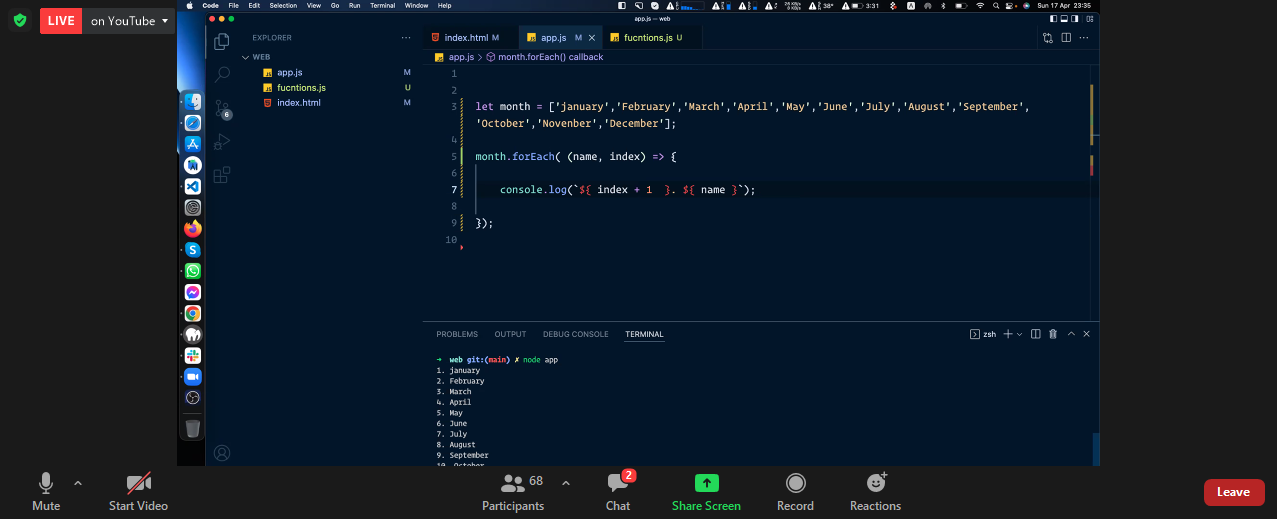 LIVE on YouTube
Code File Edit Selection View Go Run Terminal Window Help 3:31 38° Sun 17 Apr 23:35
app.js — web
EXPLORER
WEB
app.js M
fucntions.js U
index.html M
6
index.html M app.js M fucntions.js U
app.js > month.forEach() callback
1
2
3 let month = ['january','February','March','April','May','June','July','August','September',
'October','Novenber','December'];
4
5 month.forEach( (name, index) => {
6
7 console.log(`${ index + 1 }. ${ name }`);
8
9 });
10
PROBLEMS OUTPUT DEBUG CONSOLE TERMINAL zsh
→ web git:(main) ✗ node app
1. january
2. February
3. March
4. April
5. May
6. June
7. July
8. August
9. September
10. October
Mute Start Video Participants 68 Chat 2 Share Screen Record Reactions Leave